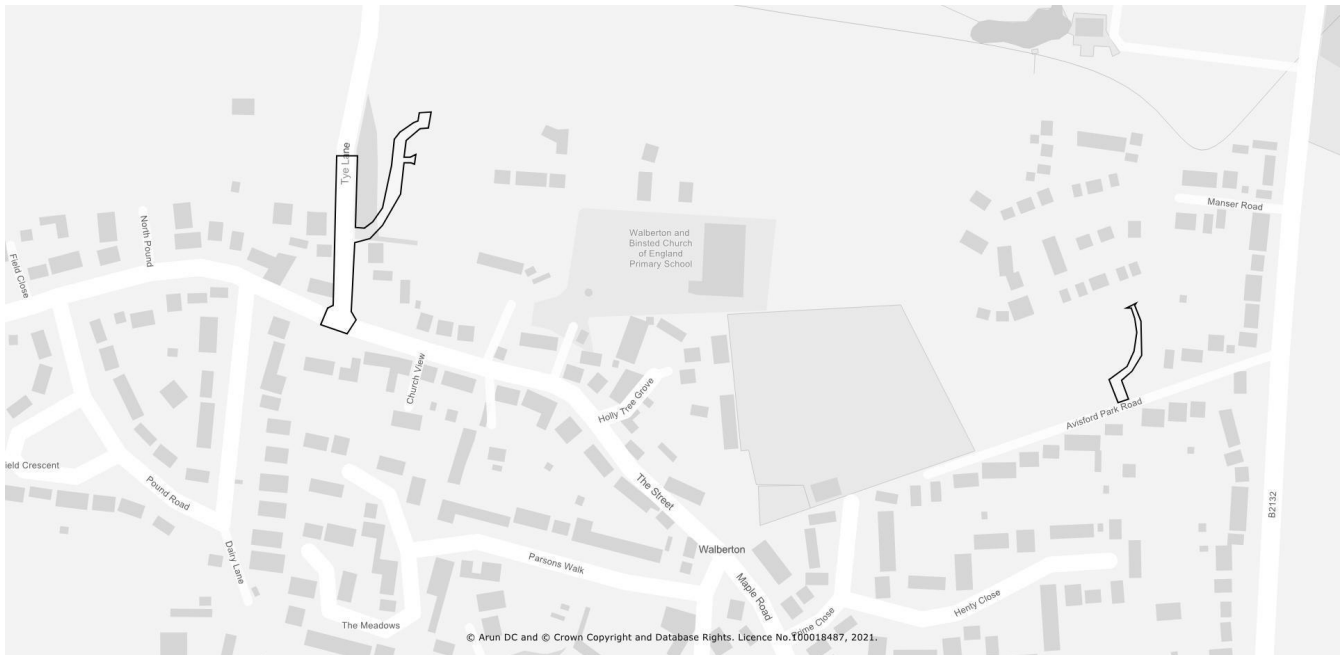 Tye Lane
North Pound
Field Close
Walberton and
Binsted Church
of England
Primary School
Manser Road
Church View
Holly Tree Grove
Avisford Park Road
ield Crescent
Pound Road
The Street
B2132
Dairy Lane
Parsons Walk
Walberton
Maple Road
Henty Close
The Meadows
rime Close
© Arun DC and © Crown Copyright and Database Rights. Licence No.100018487, 2021.